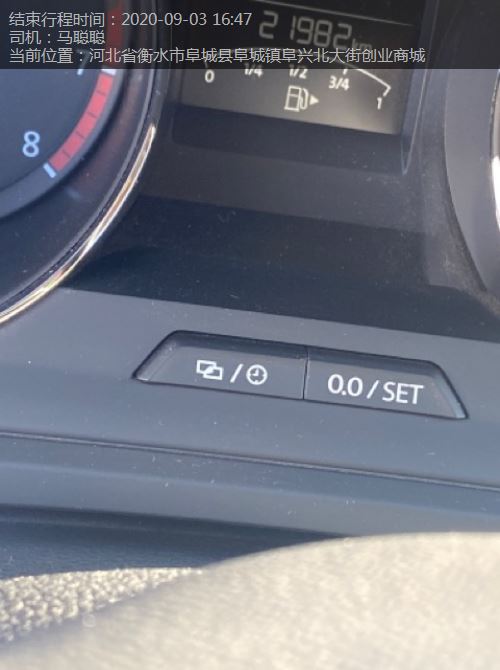 结束行程时间：2020-09-03 16:47
司机：马聪聪
当前位置：河北省衡水市阜城县阜城镇阜兴北大街创业商城
21982 km
0 1/4 1/2 3/4 1
8
/
0.0 / SET